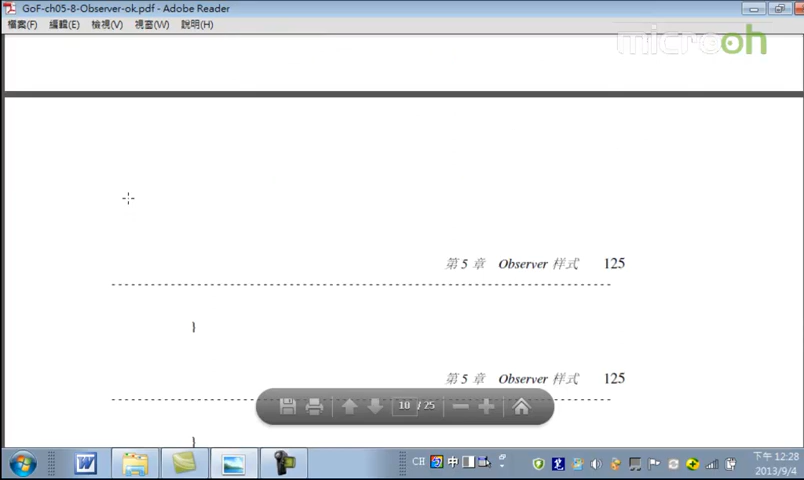 GoF-ch05-8-Observer-ok.pdf - Adobe Reader
檔案(F) 編輯(E) 檢視(V) 視窗(W) 說明(H)
microoh
第 5 章 Observer 样式 125
}
第 5 章 Observer 样式 125
10 / 25
}
CH 中
下午 12:28
2013/9/4